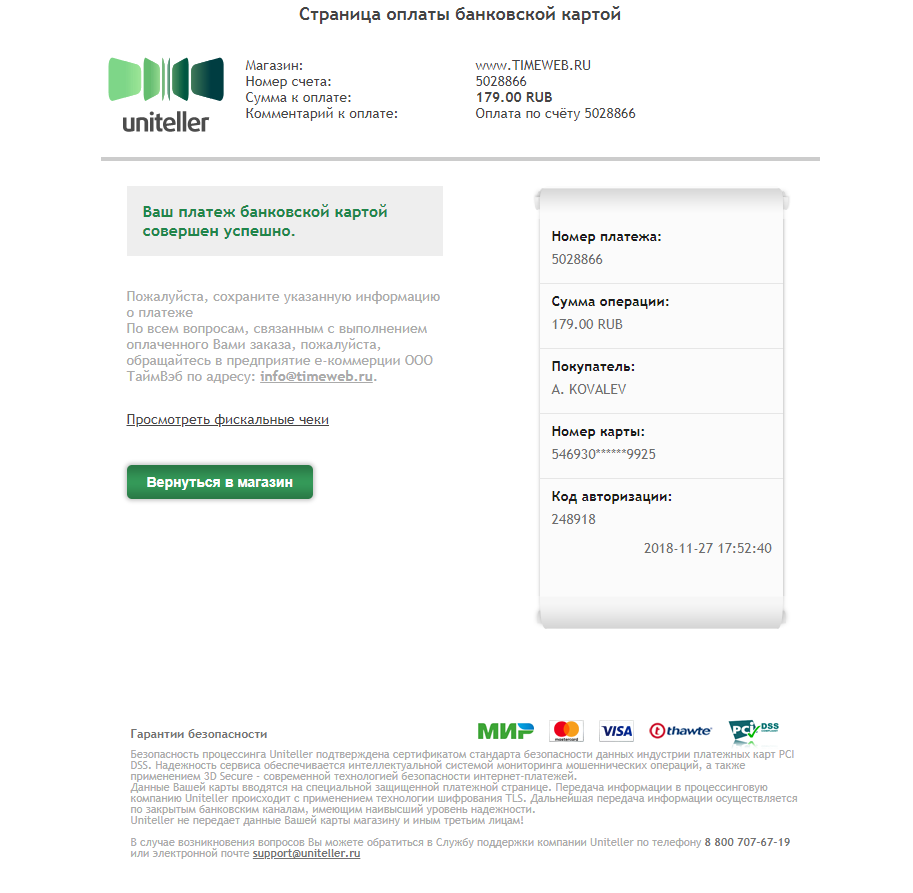 Страница оплаты банковской картой
uniteller
Магазин: www.TIMEWEB.RU
Номер счета: 5028866
Сумма к оплате: 179.00 RUB
Комментарий к оплате: Оплата по счёту 5028866
Ваш платеж банковской картой
совершен успешно.
Пожалуйста, сохраните указанную информацию
о платеже
По всем вопросам, связанным с выполнением
оплаченного Вами заказа, пожалуйста,
обращайтесь в предприятие е-коммерции ООО
ТаймВэб по адресу: info@timeweb.ru.
Просмотреть фискальные чеки
Вернуться в магазин
Номер платежа:
5028866
Сумма операции:
179.00 RUB
Покупатель:
A. KOVALEV
Номер карты:
546930******9925
Код авторизации:
248918
2018-11-27 17:52:40
Гарантии безопасности
МИР mastercard VISA thawte PCI DSS
Безопасность процессинга Uniteller подтверждена сертификатом стандарта безопасности данных индустрии платежных карт PCI
DSS. Надежность сервиса обеспечивается интеллектуальной системой мониторинга мошеннических операций, а также
применением 3D Secure - современной технологией безопасности интернет-платежей.
Данные Вашей карты вводятся на специальной защищенной платежной странице. Передача информации в процессинговую
компанию Uniteller происходит с применением технологии шифрования TLS. Дальнейшая передача информации осуществляется
по закрытым банковским каналам, имеющим наивысший уровень надежности.
Uniteller не передает данные Вашей карты магазину и иным третьим лицам!
В случае возникновения вопросов Вы можете обратиться в Службу поддержки компании Uniteller по телефону 8 800 707-67-19
или электронной почте support@uniteller.ru